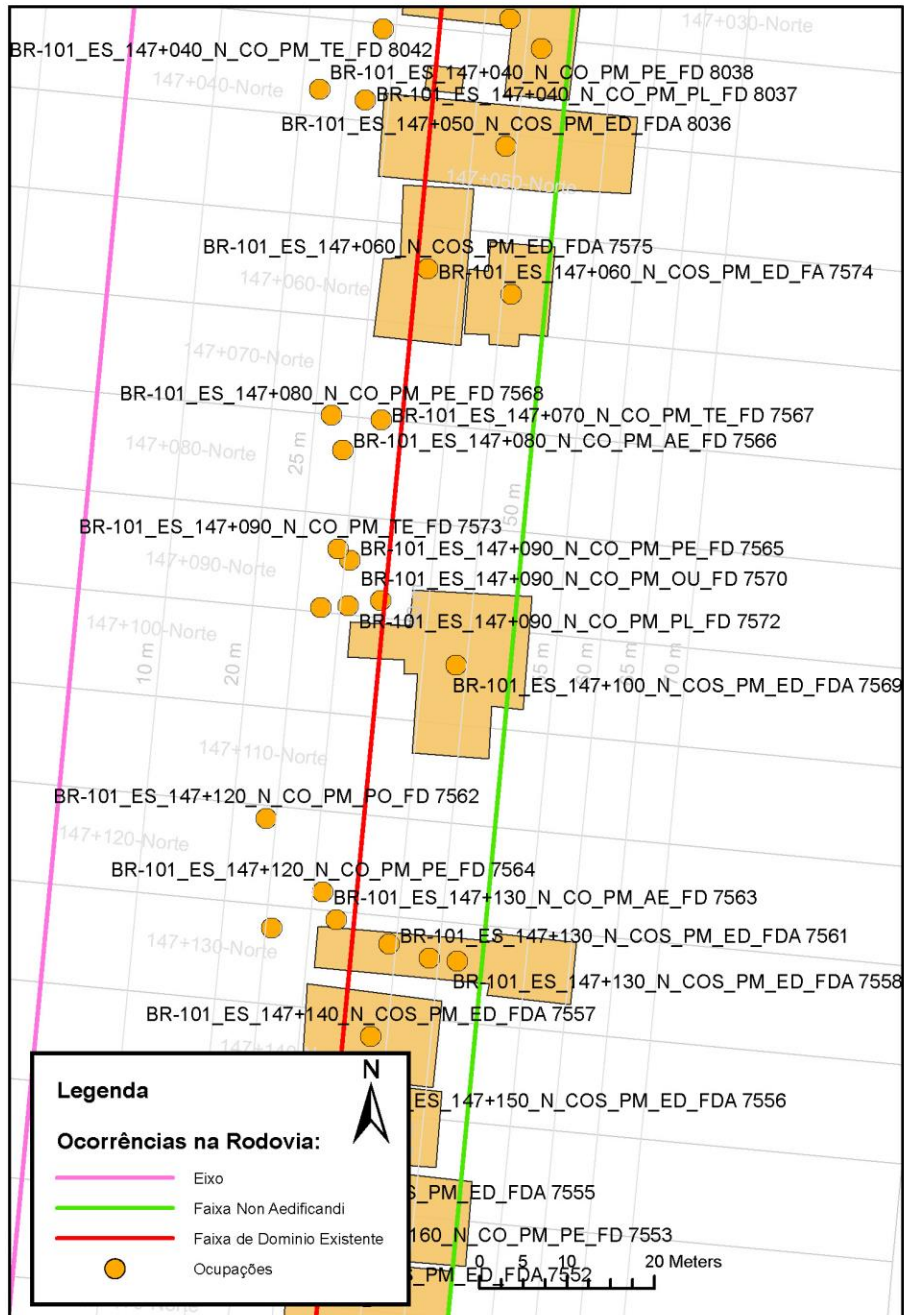 147+030-Norte
BR-101_ES_147+040_N_CO_PM_TE_FD 8042
BR-101_ES_147+040_N_CO_PM_PE_FD 8038
147+040-Norte
BR-101_ES_147+040_N_CO_PM_PL_FD 8037
BR-101_ES_147+050_N_COS_PM_ED_FDA 8036
147+050-Norte
BR-101_ES_147+060_N_COS_PM_ED_FDA 7575
BR-101_ES_147+060_N_COS_PM_ED_FA 7574
147+060-Norte
147+070-Norte
BR-101_ES_147+080_N_CO_PM_PE_FD 7568
BR-101_ES_147+070_N_CO_PM_TE_FD 7567
BR-101_ES_147+080_N_CO_PM_AE_FD 7566
147+080-Norte
25 m
50 m
BR-101_ES_147+090_N_CO_PM_TE_FD 7573
BR-101_ES_147+090_N_CO_PM_PE_FD 7565
147+090-Norte
BR-101_ES_147+090_N_CO_PM_OU_FD 7570
BR-101_ES_147+090_N_CO_PM_PL_FD 7572
147+100-Norte
10 m
20 m
60 m
65 m
70 m
BR-101_ES_147+100_N_COS_PM_ED_FDA 7569
147+110-Norte
BR-101_ES_147+120_N_CO_PM_PO_FD 7562
147+120-Norte
BR-101_ES_147+120_N_CO_PM_PE_FD 7564
BR-101_ES_147+130_N_CO_PM_AE_FD 7563
147+130-Norte
BR-101_ES_147+130_N_COS_PM_ED_FDA 7561
BR-101_ES_147+130_N_COS_PM_ED_FDA 7558
BR-101_ES_147+140_N_COS_PM_ED_FDA 7557
ES_147+150_N_COS_PM_ED_FDA 7556
S_PM_ED_FDA 7555
160_N_CO_PM_PE_FD 7553
S_PM_ED_FDA 7552
N
Legenda
Ocorrências na Rodovia:
Eixo
Faixa Non Aedificandi
Faixa de Dominio Existente
Ocupações
0 5 10 20 Meters